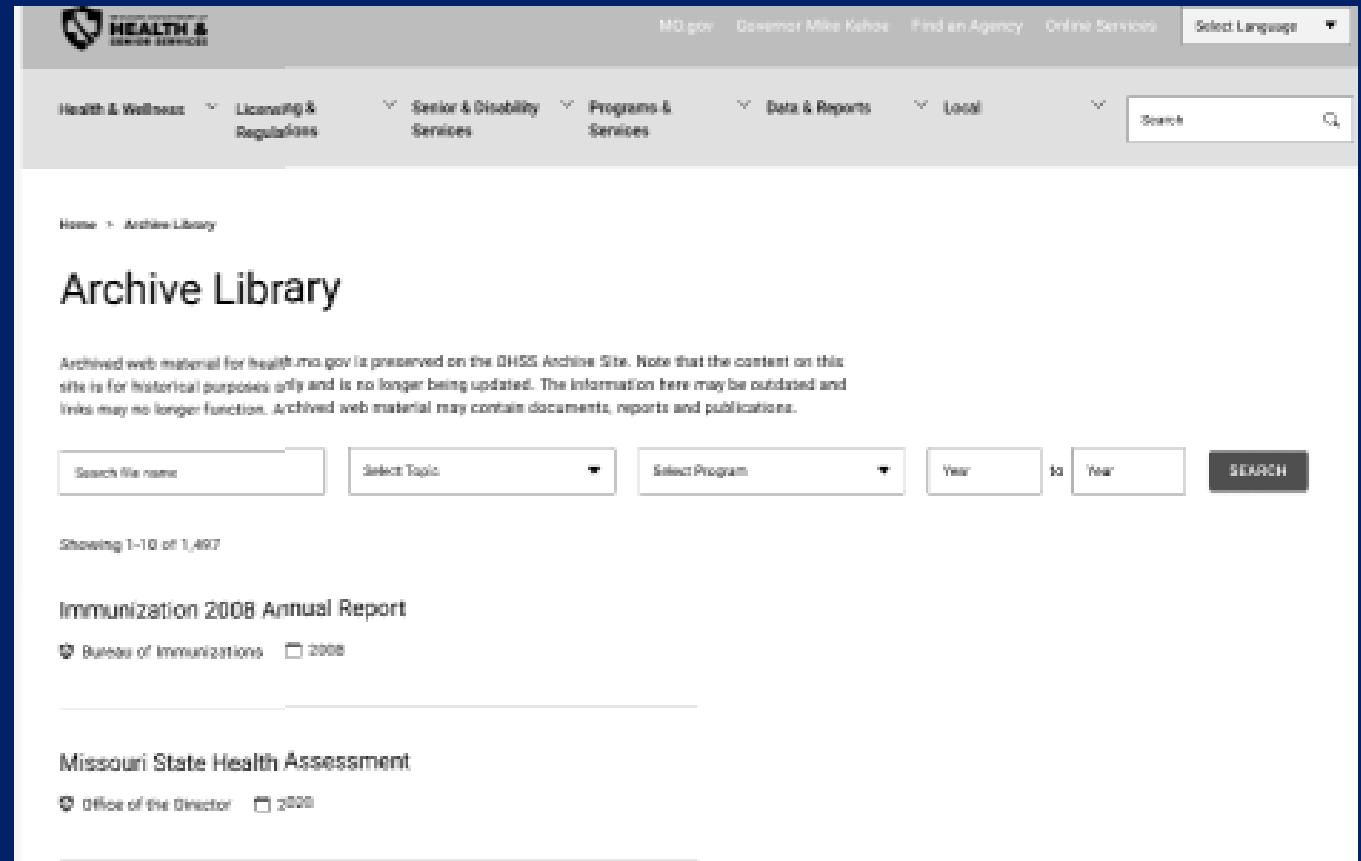 MISSOURI DEPARTMENT OF
HEALTH &
SENIOR SERVICES
MO.gov Governor Mike Kehoe Find an Agency Online Services Select Language
Health & Wellness Licensing & Regulations Senior & Disability Services Programs & Services Data & Reports Local Search
Home > Archive Library
Archive Library
Archived web material for health.mo.gov is preserved on the DHSS Archive Site. Note that the content on this
site is for historical purposes only and is no longer being updated. The information here may be outdated and
links may no longer function. Archived web material may contain documents, reports and publications.
Search file name Select Topic Select Program Year to Year SEARCH
Showing 1-10 of 1,497
Immunization 2008 Annual Report
Bureau of Immunizations 2008
Missouri State Health Assessment
Office of the Director 2020